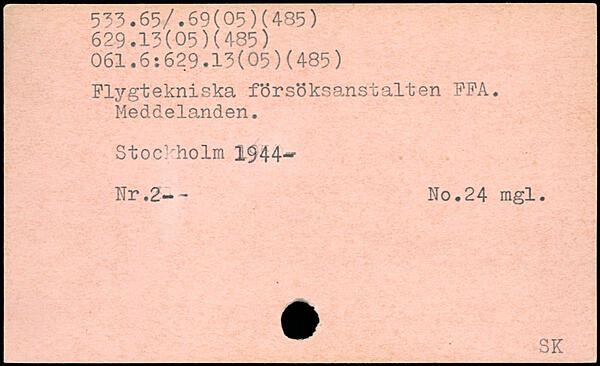 533.65/.69(05)(485)
629.13(05)(485)
061.6:629.13(05)(485)
Flygtekniska försöksanstalten FFA.
Meddelanden.
Stockholm 1944-
Nr.2-- No.24 mgl.
SK